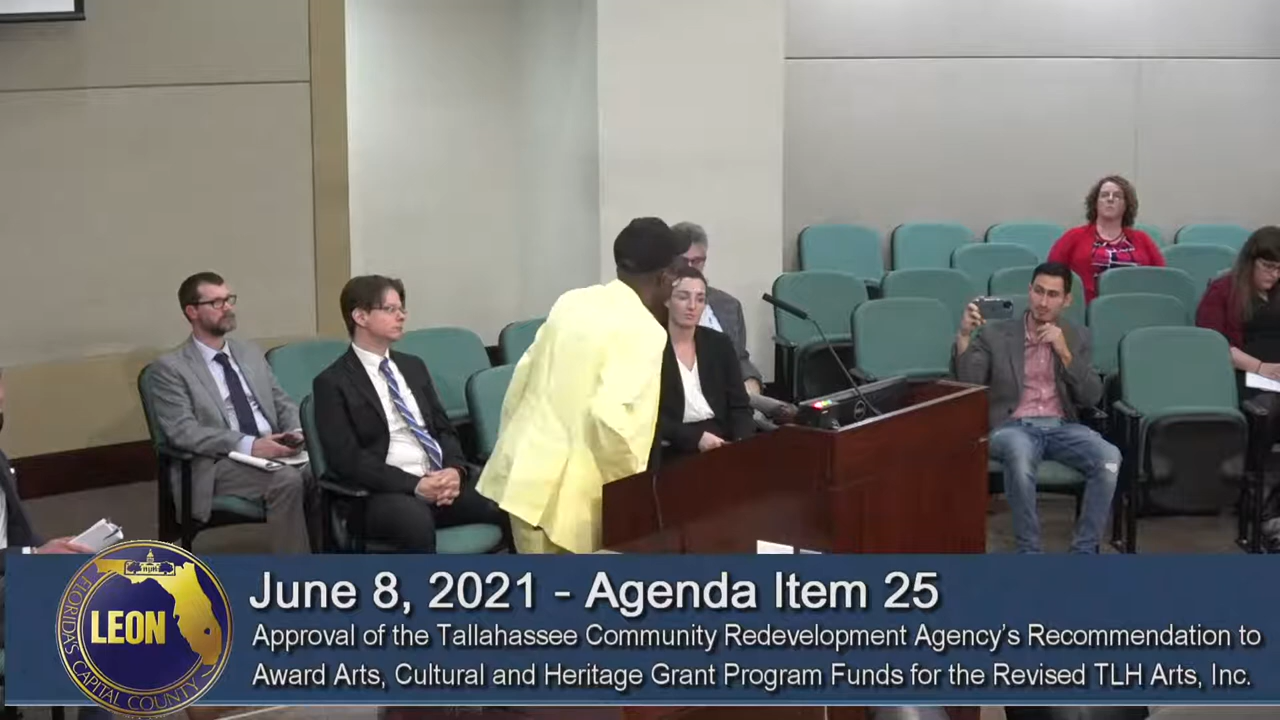 June 8, 2021 - Agenda Item 25
Approval of the Tallahassee Community Redevelopment Agency's Recommendation to
Award Arts, Cultural and Heritage Grant Program Funds for the Revised TLH Arts, Inc.
LEON
FLORIDA'S CAPITAL COUNTY